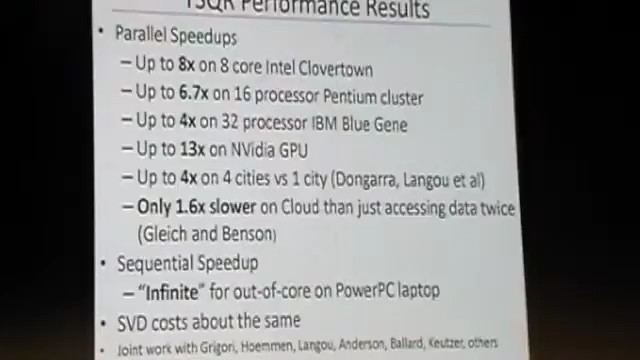 TSQR Performance Results
• Parallel Speedups
– Up to 8x on 8 core Intel Clovertown
– Up to 6.7x on 16 processor Pentium cluster
– Up to 4x on 32 processor IBM Blue Gene
– Up to 13x on NVidia GPU
– Up to 4x on 4 cities vs 1 city (Dongarra, Langou et al)
– Only 1.6x slower on Cloud than just accessing data twice
(Gleich and Benson)
• Sequential Speedup
– “Infinite” for out-of-core on PowerPC laptop
• SVD costs about the same
• Joint work with Grigori, Hoemmen, Langou, Anderson, Ballard, Keutzer, others